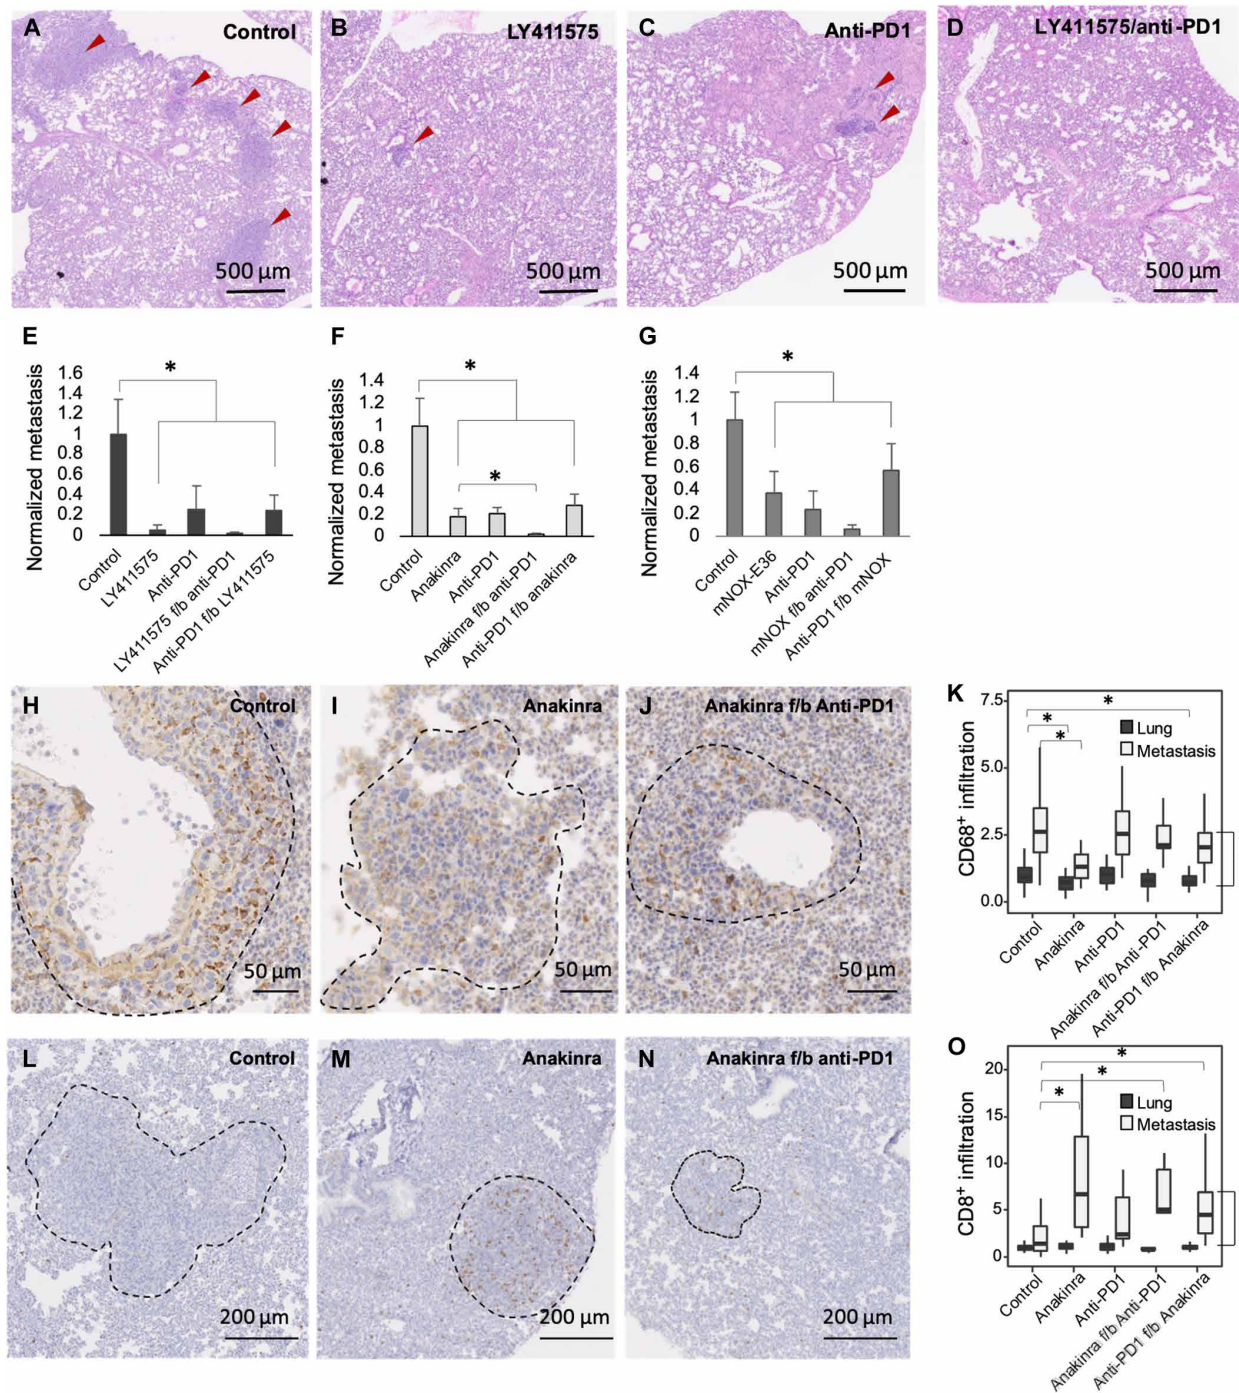 A
Control
500 µm
B
LY411575
500 µm
C
Anti-PD1
500 µm
D
LY411575/anti-PD1
500 µm
E
Normalized metastasis
1.6
1.4
1.2
1
0.8
0.6
0.4
0.2
0
*
Control
LY411575
Anti-PD1
LY411575 f/b anti-PD1
Anti-PD1 f/b LY411575
F
Normalized metastasis
1.4
1.2
1
0.8
0.6
0.4
0.2
0
*
*
Control
Anakinra
Anti-PD1
Anakinra f/b anti-PD1
Anti-PD1 f/b anakinra
G
Normalized metastasis
1.4
1.2
1
0.8
0.6
0.4
0.2
0
*
Control
mNOX-E36
Anti-PD1
mNOX f/b anti-PD1
Anti-PD1 f/b mNOX
H
Control
50 µm
I
Anakinra
50 µm
J
Anakinra f/b Anti-PD1
50 µm
K
CD68⁺ infiltration
7.5
5.0
2.5
0.0
*
*
*
Lung
Metastasis
Control
Anakinra
Anti-PD1
Anakinra f/b Anti-PD1
Anti-PD1 f/b Anakinra
L
Control
200 µm
M
Anakinra
200 µm
N
Anakinra f/b anti-PD1
200 µm
O
CD8⁺ infiltration
20
15
10
5
0
*
*
*
Lung
Metastasis
Control
Anakinra
Anti-PD1
Anakinra f/b Anti-PD1
Anti-PD1 f/b Anakinra